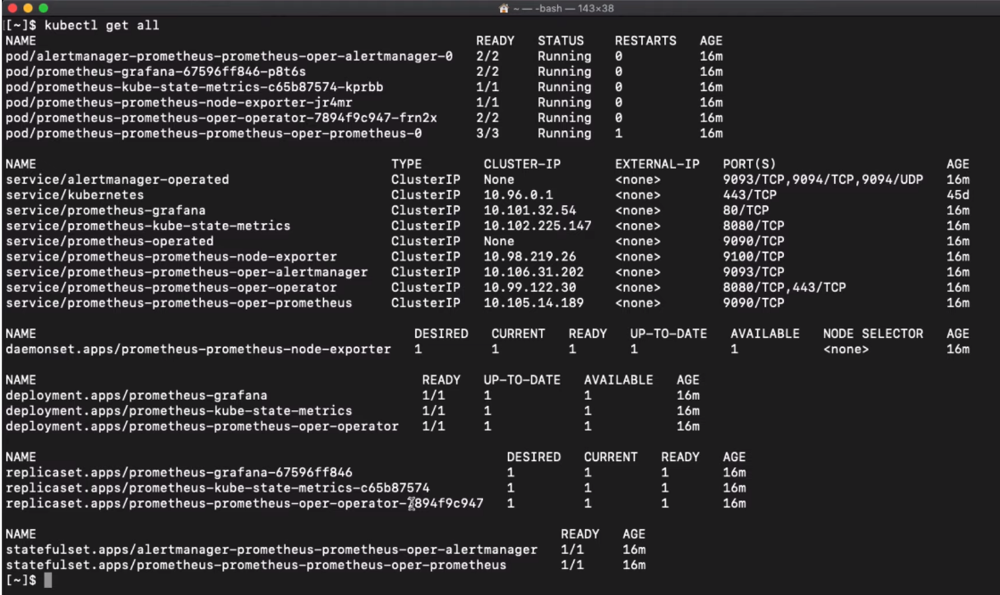 ~ — -bash — 143×38
[~]$ kubectl get all
NAME READY STATUS RESTARTS AGE
pod/alertmanager-prometheus-prometheus-oper-alertmanager-0 2/2 Running 0 16m
pod/prometheus-grafana-67596ff846-p8t6s 2/2 Running 0 16m
pod/prometheus-kube-state-metrics-c65b87574-kprbb 1/1 Running 0 16m
pod/prometheus-prometheus-node-exporter-jr4mr 1/1 Running 0 16m
pod/prometheus-prometheus-oper-operator-7894f9c947-frn2x 2/2 Running 0 16m
pod/prometheus-prometheus-prometheus-oper-prometheus-0 3/3 Running 1 16m
NAME TYPE CLUSTER-IP EXTERNAL-IP PORT(S) AGE
service/alertmanager-operated ClusterIP None <none> 9093/TCP,9094/TCP,9094/UDP 16m
service/kubernetes ClusterIP 10.96.0.1 <none> 443/TCP 45d
service/prometheus-grafana ClusterIP 10.101.32.54 <none> 80/TCP 16m
service/prometheus-kube-state-metrics ClusterIP 10.102.225.147 <none> 8080/TCP 16m
service/prometheus-operated ClusterIP None <none> 9090/TCP 16m
service/prometheus-prometheus-node-exporter ClusterIP 10.98.219.26 <none> 9100/TCP 16m
service/prometheus-prometheus-oper-alertmanager ClusterIP 10.106.31.202 <none> 9093/TCP 16m
service/prometheus-prometheus-oper-operator ClusterIP 10.99.122.30 <none> 8080/TCP,443/TCP 16m
service/prometheus-prometheus-oper-prometheus ClusterIP 10.105.14.189 <none> 9090/TCP 16m
NAME DESIRED CURRENT READY UP-TO-DATE AVAILABLE NODE SELECTOR AGE
daemonset.apps/prometheus-prometheus-node-exporter 1 1 1 1 1 <none> 16m
NAME READY UP-TO-DATE AVAILABLE AGE
deployment.apps/prometheus-grafana 1/1 1 1 16m
deployment.apps/prometheus-kube-state-metrics 1/1 1 1 16m
deployment.apps/prometheus-prometheus-oper-operator 1/1 1 1 16m
NAME DESIRED CURRENT READY AGE
replicaset.apps/prometheus-grafana-67596ff846 1 1 1 16m
replicaset.apps/prometheus-kube-state-metrics-c65b87574 1 1 1 16m
replicaset.apps/prometheus-prometheus-oper-operator-7894f9c947 1 1 1 16m
NAME READY AGE
statefulset.apps/alertmanager-prometheus-prometheus-oper-alertmanager 1/1 16m
statefulset.apps/prometheus-prometheus-prometheus-oper-prometheus 1/1 16m
[~]$